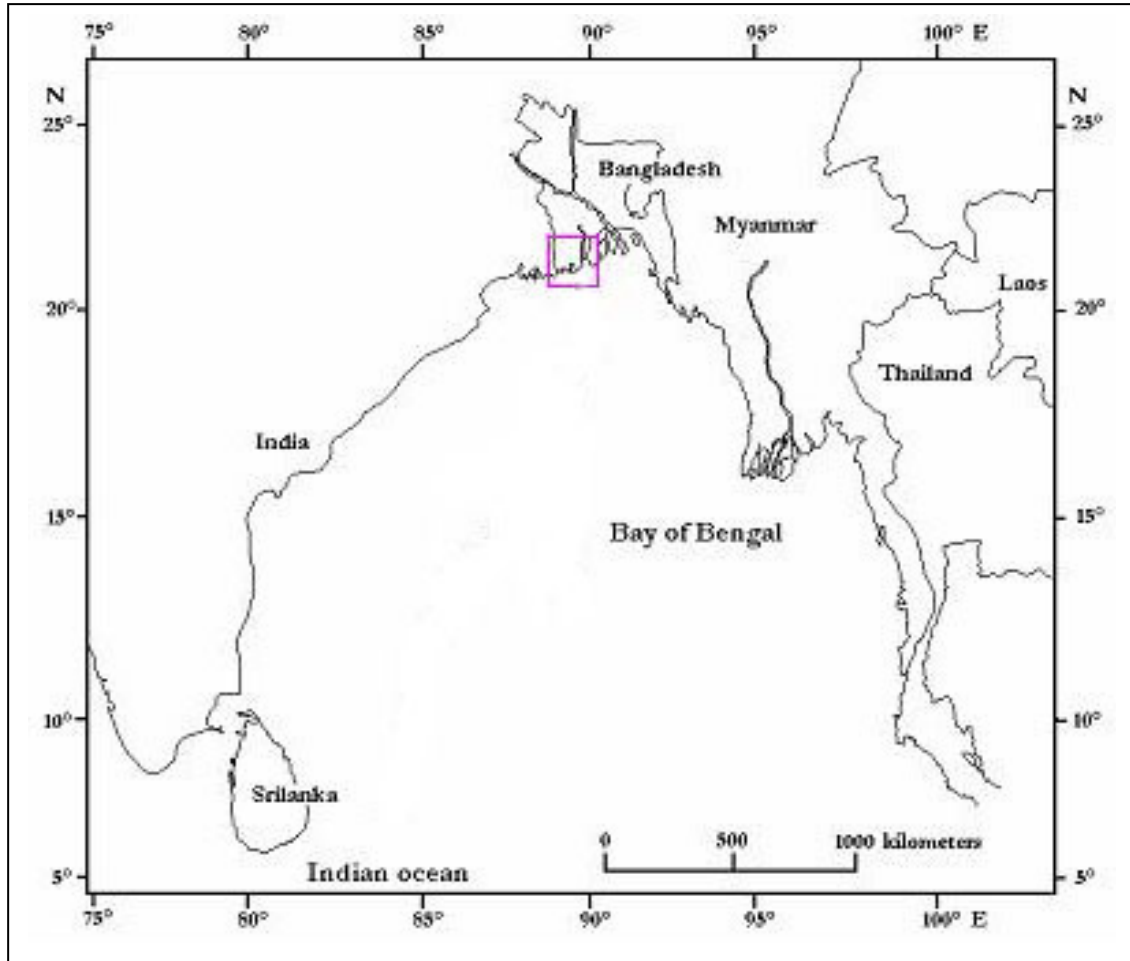 75° 80° 85° 90° 95° 100° E
N N
25° 25°
Bangladesh
Myanmar
Laos
20° 20°
Thailand
India
15° 15°
Bay of Bengal
10° 10°
Srilanka
0 500 1000 kilometers
Indian ocean
5° 5°
75° 80° 85° 90° 95° 100° E